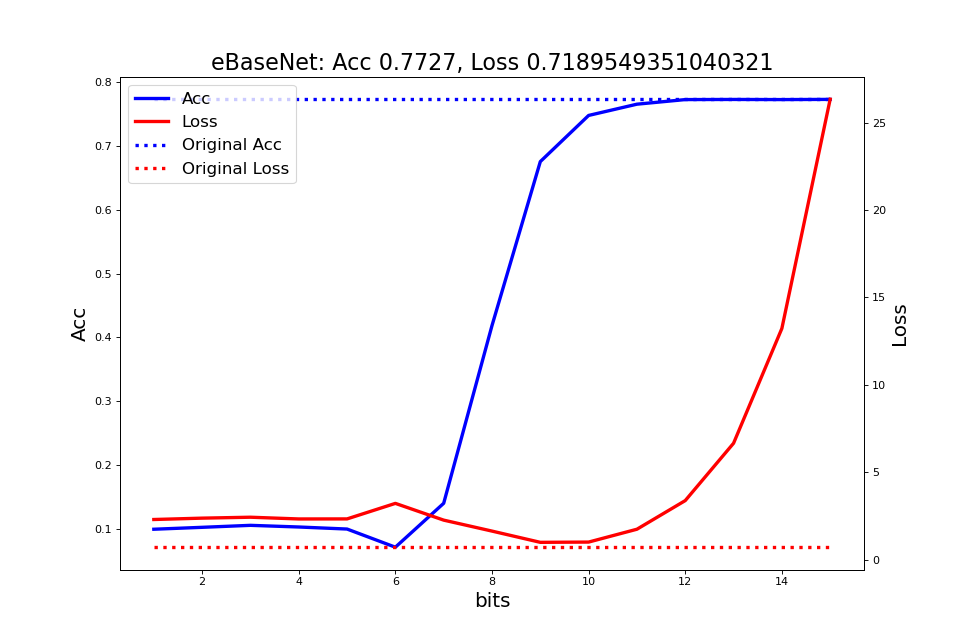 eBaseNet: Acc 0.7727, Loss 0.7189549351040321
Acc
Loss
Original Acc
Original Loss
0.8
0.7
0.6
0.5
0.4
0.3
0.2
0.1
Acc
25
20
15
10
5
0
Loss
2 4 6 8 10 12 14
bits